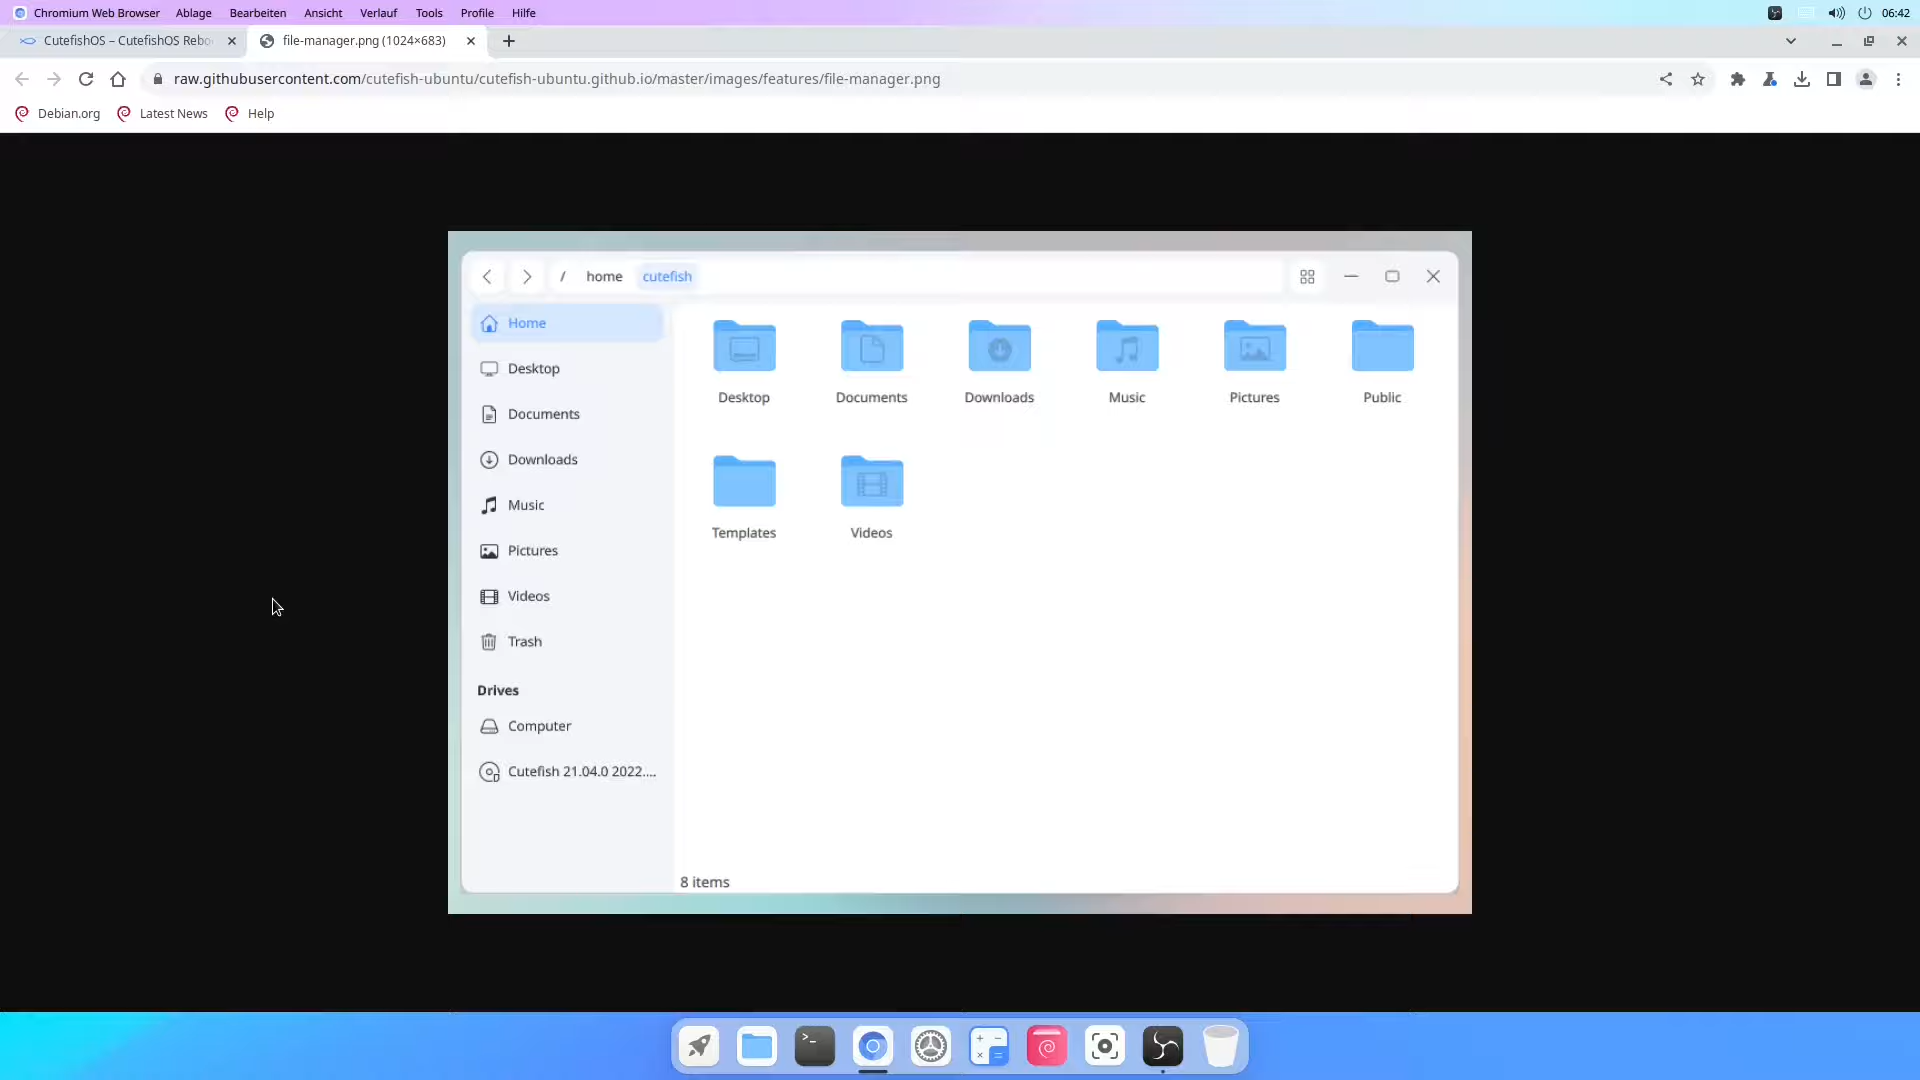 Chromium Web Browser Ablage Bearbeiten Ansicht Verlauf Tools Profile Hilfe 06:42
CutefishOS – CutefishOS Rebo file-manager.png (1024×683)
raw.githubusercontent.com/cutefish-ubuntu/cutefish-ubuntu.github.io/master/images/features/file-manager.png
Debian.org Latest News Help
/ home cutefish
Home
Desktop
Documents
Downloads
Music
Pictures
Videos
Trash
Drives
Computer
Cutefish 21.04.0 2022....
Desktop Documents Downloads Music Pictures Public
Templates Videos
8 items